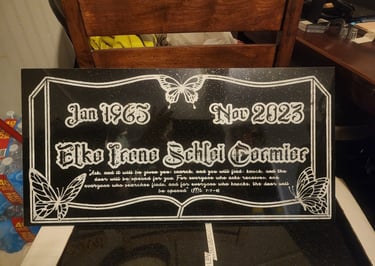 Jan 1965 Nov 2023
Elke Irene Schlei Cormier
"Ask, and it will be given you; search, and you will find; knock, and the
door will be opened for you. For everyone who asks receives, and
everyone who searches finds, and for everyone who knocks, the door will
be opened. 7:7-8)